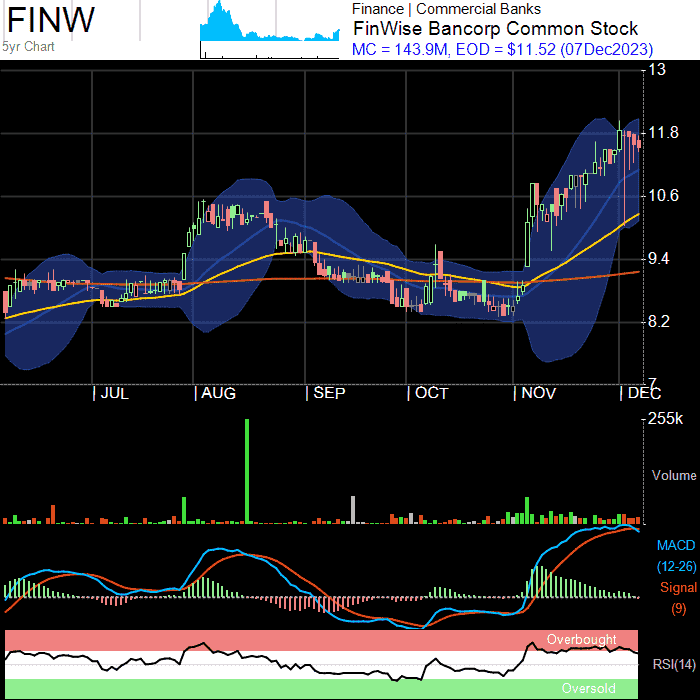 FINW
5yr Chart
Finance | Commercial Banks
FinWise Bancorp Common Stock
MC = 143.9M, EOD = $11.52 (07Dec2023)
13
11.8
10.6
9.4
8.2
7
JUL AUG SEP OCT NOV DEC
255k
Volume
MACD
(12-26)
Signal
(9)
Overbought
RSI(14)
Oversold